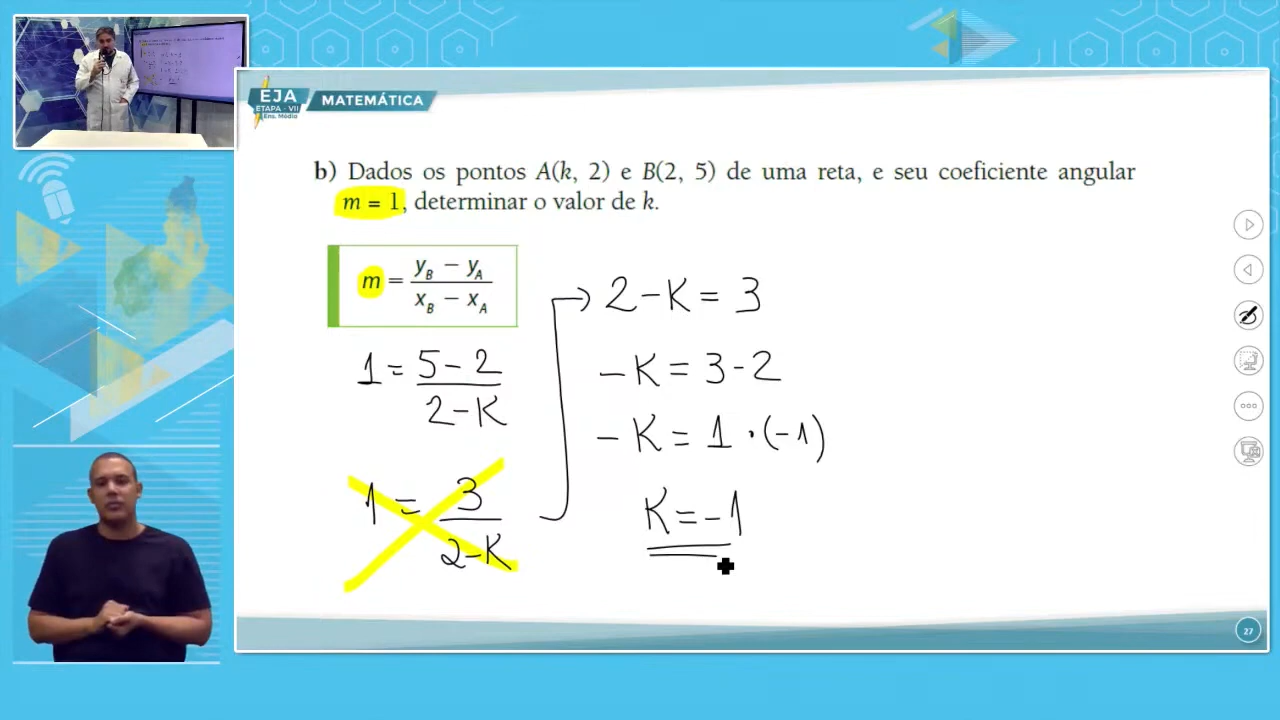 EJA
ETAPA - VII
Ens. Médio
MATEMÁTICA
b) Dados os pontos A(k, 2) e B(2, 5) de uma reta, e seu coeficiente angular
m = 1, determinar o valor de k.
m = (y_B − y_A) / (x_B − x_A)
1 = (5 - 2) / (2 - K)
1 = 3 / (2 - K)
2 - K = 3
- K = 3 - 2
- K = 1 · (-1)
K = -1
27